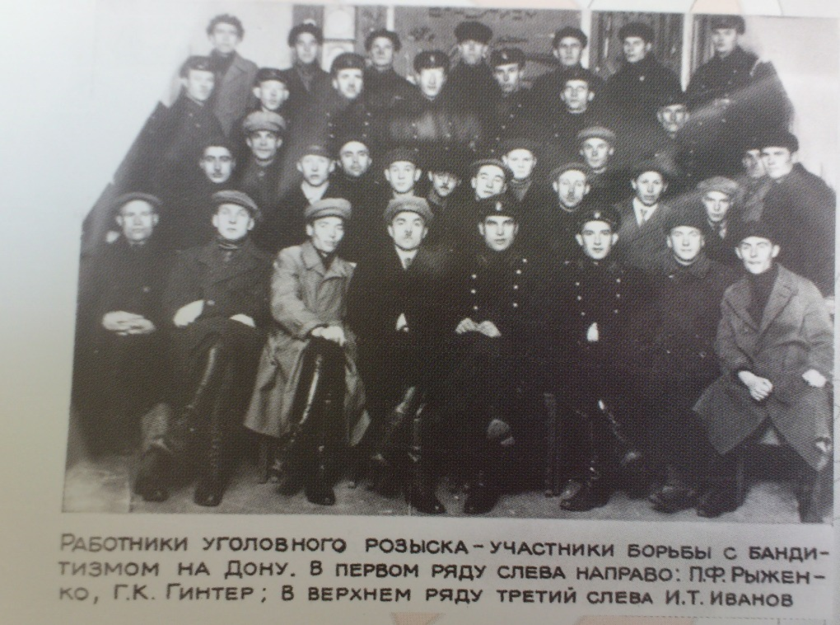 РАБОТНИКИ УГОЛОВНОГО РОЗЫСКА - УЧАСТНИКИ БОРЬБЫ С БАНДИ-
ТИЗМОМ НА ДОНУ. В ПЕРВОМ РЯДУ СЛЕВА НАПРАВО: П.Ф. РЫЖЕН-
КО, Г.К. ГИНТЕР; В ВЕРХНЕМ РЯДУ ТРЕТИЙ СЛЕВА И.Т. ИВАНОВ